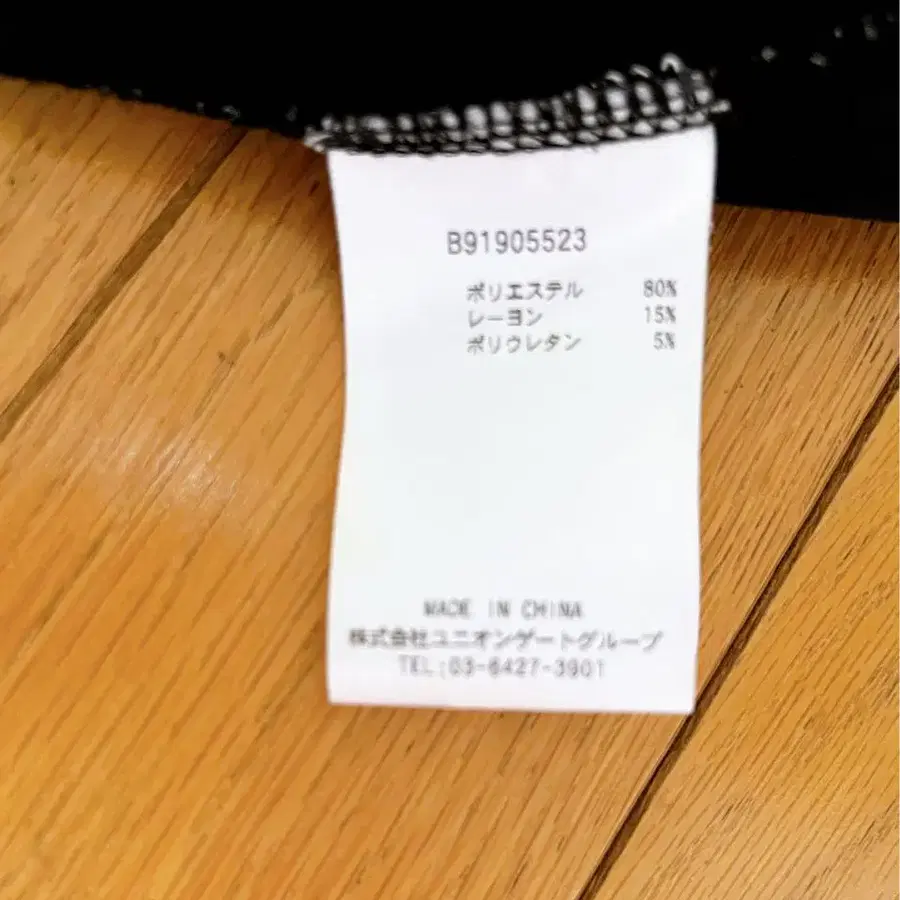 B91905523
ポリエステル 80%
レーヨン 15%
ポリウレタン 5%
MADE IN CHINA
株式会社ユニオンゲートグループ
TEL:03-6427-3901